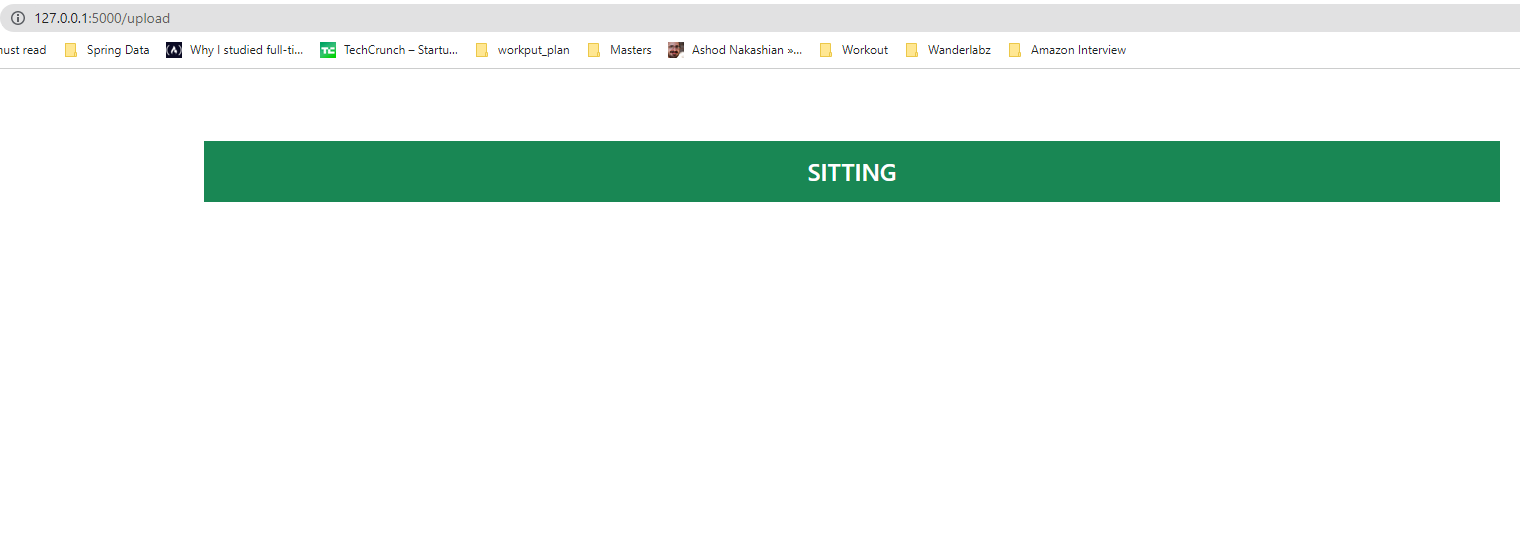 127.0.0.1:5000/upload
must read Spring Data Why I studied full-ti... TechCrunch – Startu... workput_plan Masters Ashod Nakashian »... Workout Wanderlabz Amazon Interview
SITTING